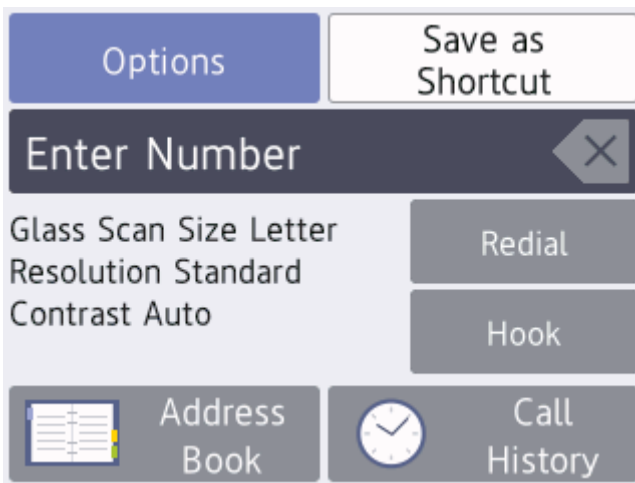 Options
Save as
Shortcut
Enter Number
Glass Scan Size Letter
Resolution Standard
Contrast Auto
Redial
Hook
Address
Book
Call
History